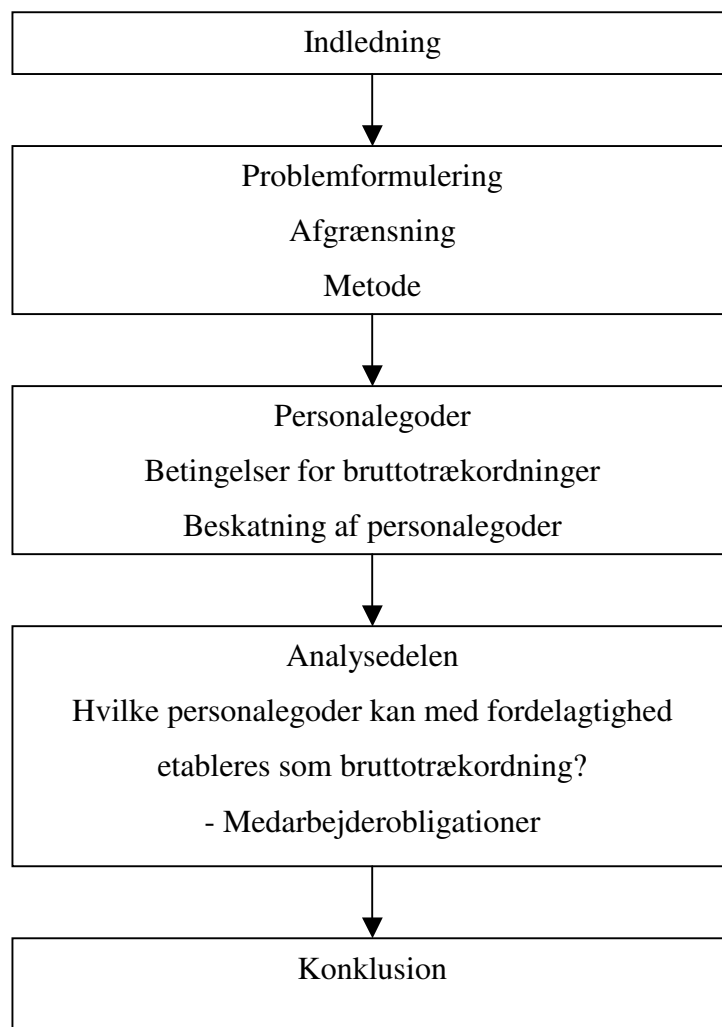 Indledning
Problemformulering
Afgrænsning
Metode
Personalegoder
Betingelser for bruttotrækordninger
Beskatning af personalegoder
Analysedelen
Hvilke personalegoder kan med fordelagtighed
etableres som bruttotrækordning?
- Medarbejderobligationer
Konklusion